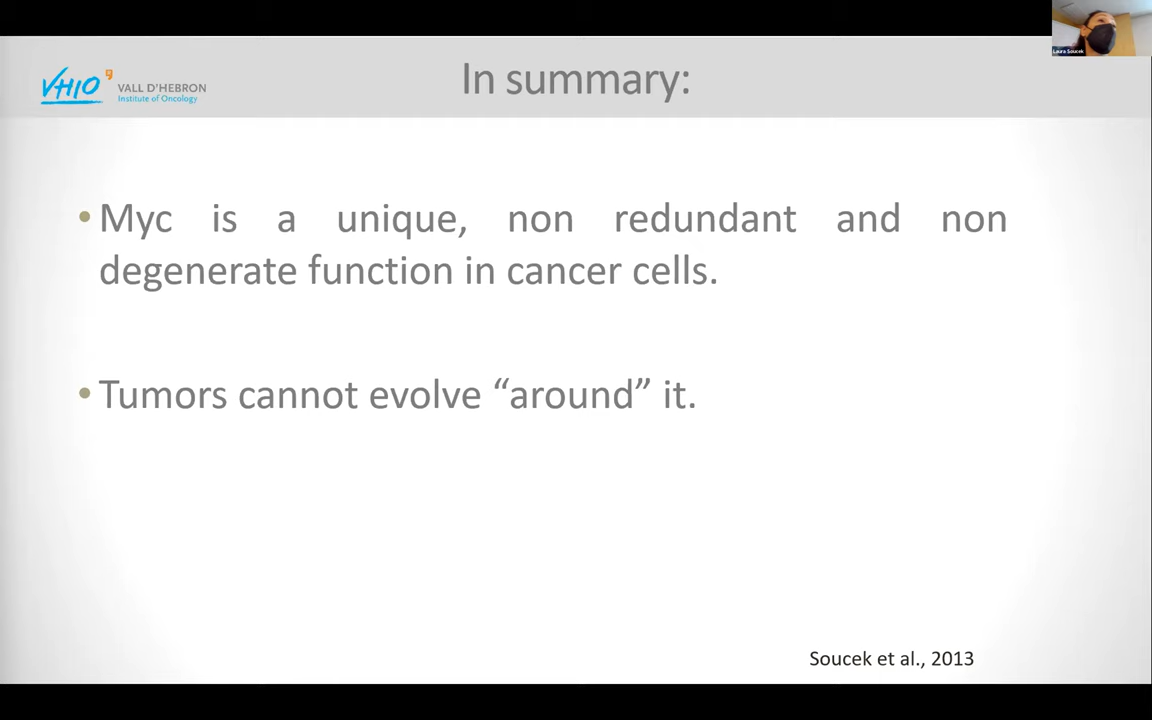 Laura Soucek
VHIO
VALL D'HEBRON
Institute of Oncology
In summary:
• Myc is a unique, non redundant and non
degenerate function in cancer cells.
• Tumors cannot evolve “around” it.
Soucek et al., 2013